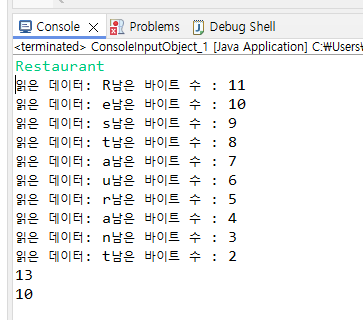 Console Problems Debug Shell
<terminated> ConsoleInputObject_1 [Java Application] C:₩Users
Restaurant
읽은 데이터: R남은 바이트 수 : 11
읽은 데이터: e남은 바이트 수 : 10
읽은 데이터: s남은 바이트 수 : 9
읽은 데이터: t남은 바이트 수 : 8
읽은 데이터: a남은 바이트 수 : 7
읽은 데이터: u남은 바이트 수 : 6
읽은 데이터: r남은 바이트 수 : 5
읽은 데이터: a남은 바이트 수 : 4
읽은 데이터: n남은 바이트 수 : 3
읽은 데이터: t남은 바이트 수 : 2
13
10